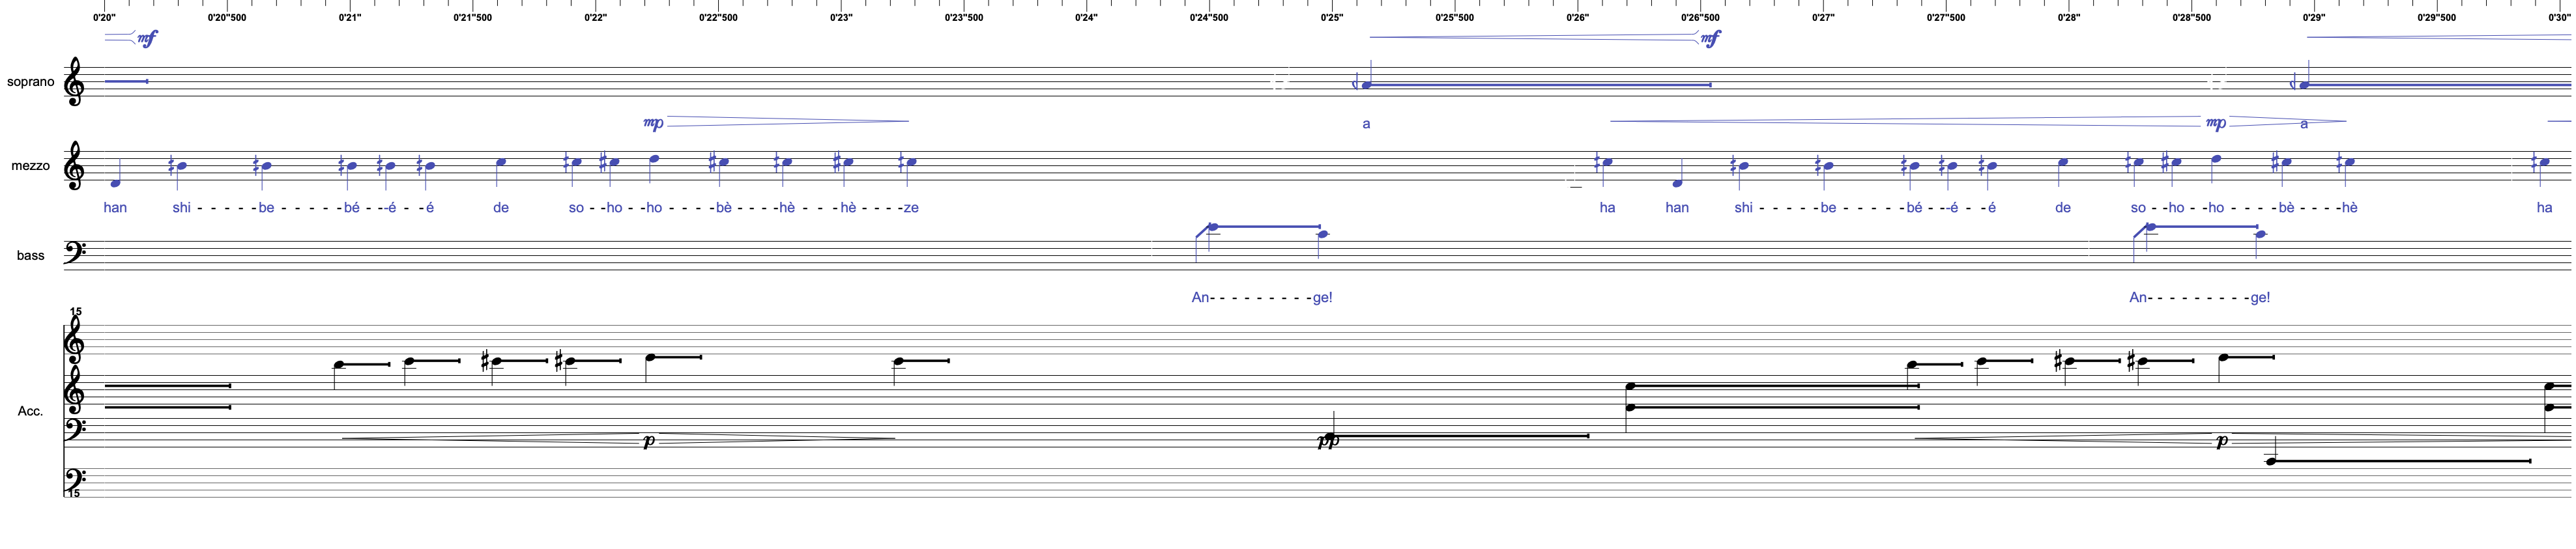 0'20" 0'20"500 0'21" 0'21"500 0'22" 0'22"500 0'23" 0'23"500 0'24" 0'24"500 0'25" 0'25"500 0'26" 0'26"500 0'27" 0'27"500 0'28" 0'28"500 0'29" 0'29"500 0'30"
mf mf
soprano
mp a mp a
mezzo
han shi - - - - - -be - - - - - -bé - --é - -é de so - -ho - -ho - - - - -bè - - - -hè - - -hè - - - -ze ha han shi - - - - - -be - - - - - -bé - --é - -é de so - -ho - -ho - - - - -bè - - - -hè ha
bass
An- - - - - - - - - -ge! An- - - - - - - - - -ge!
15
Acc.
p pp p
15